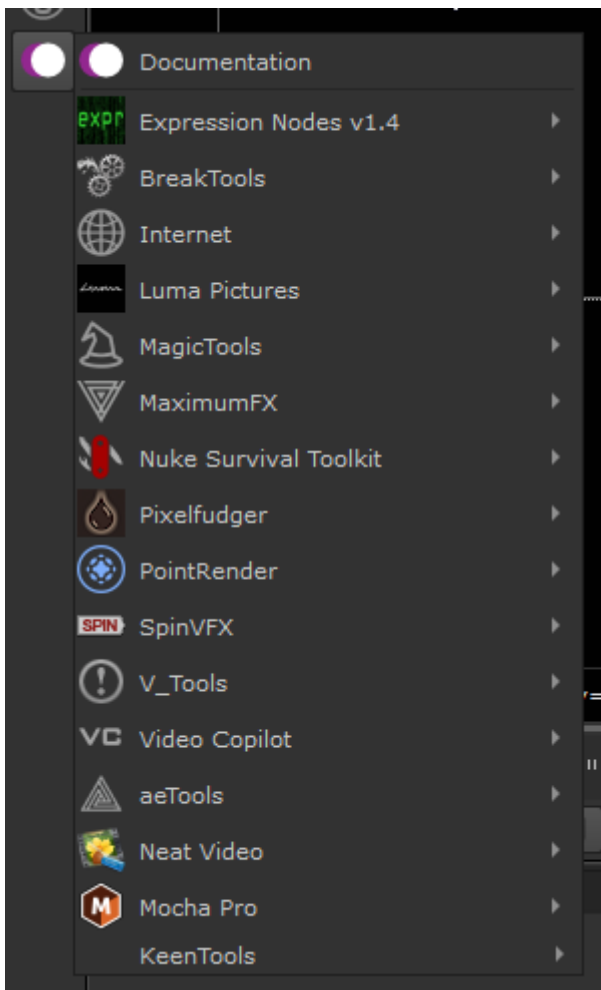 Documentation
expr Expression Nodes v1.4
BreakTools
Internet
Luma Pictures
MagicTools
MaximumFX
Nuke Survival Toolkit
Pixelfudger
PointRender
SPIN SpinVFX
V_Tools
VC Video Copilot
aeTools
Neat Video
M Mocha Pro
KeenTools